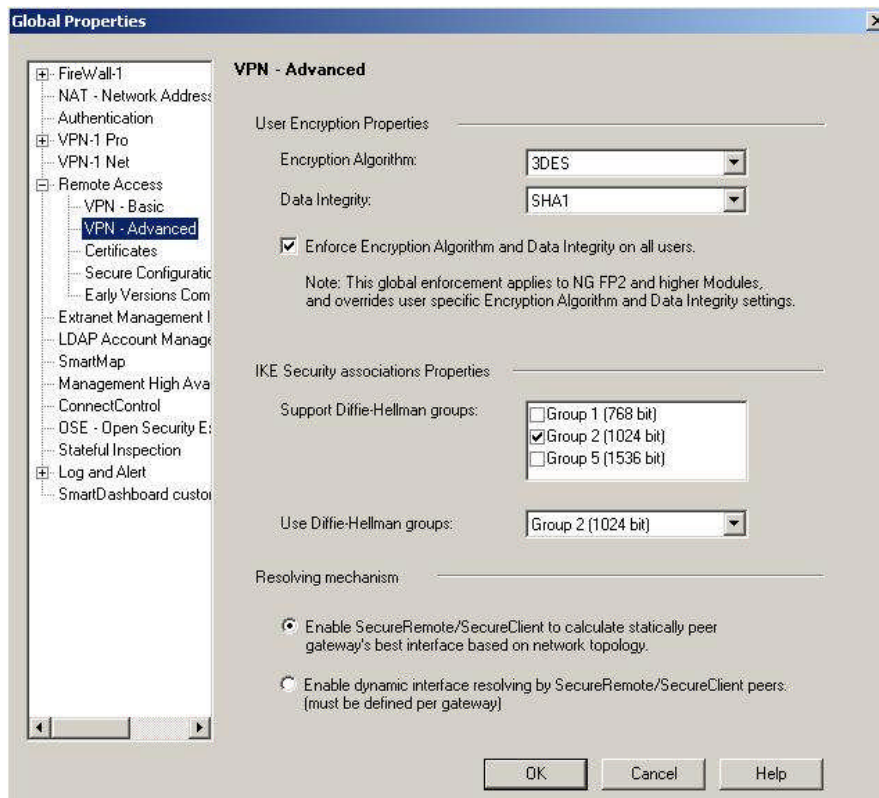 Global Properties
FireWall-1
NAT - Network Address
Authentication
VPN-1 Pro
VPN-1 Net
Remote Access
VPN - Basic
VPN - Advanced
Certificates
Secure Configuratio
Early Versions Com
Extranet Management I
LDAP Account Manage
SmartMap
Management High Ava
ConnectControl
OSE - Open Security E
Stateful Inspection
Log and Alert
SmartDashboard custor
VPN - Advanced
User Encryption Properties
Encryption Algorithm:
3DES
Data Integrity:
SHA1
Enforce Encryption Algorithm and Data Integrity on all users.
Note: This global enforcement applies to NG FP2 and higher Modules,
and overrides user specific Encryption Algorithm and Data Integrity settings.
IKE Security associations Properties
Support Diffie-Hellman groups:
Group 1 (768 bit)
Group 2 (1024 bit)
Group 5 (1536 bit)
Use Diffie-Hellman groups:
Group 2 (1024 bit)
Resolving mechanism
Enable SecureRemote/SecureClient to calculate statically peer
gateway's best interface based on network topology.
Enable dynamic interface resolving by SecureRemote/SecureClient peers.
(must be defined per gateway)
OK
Cancel
Help